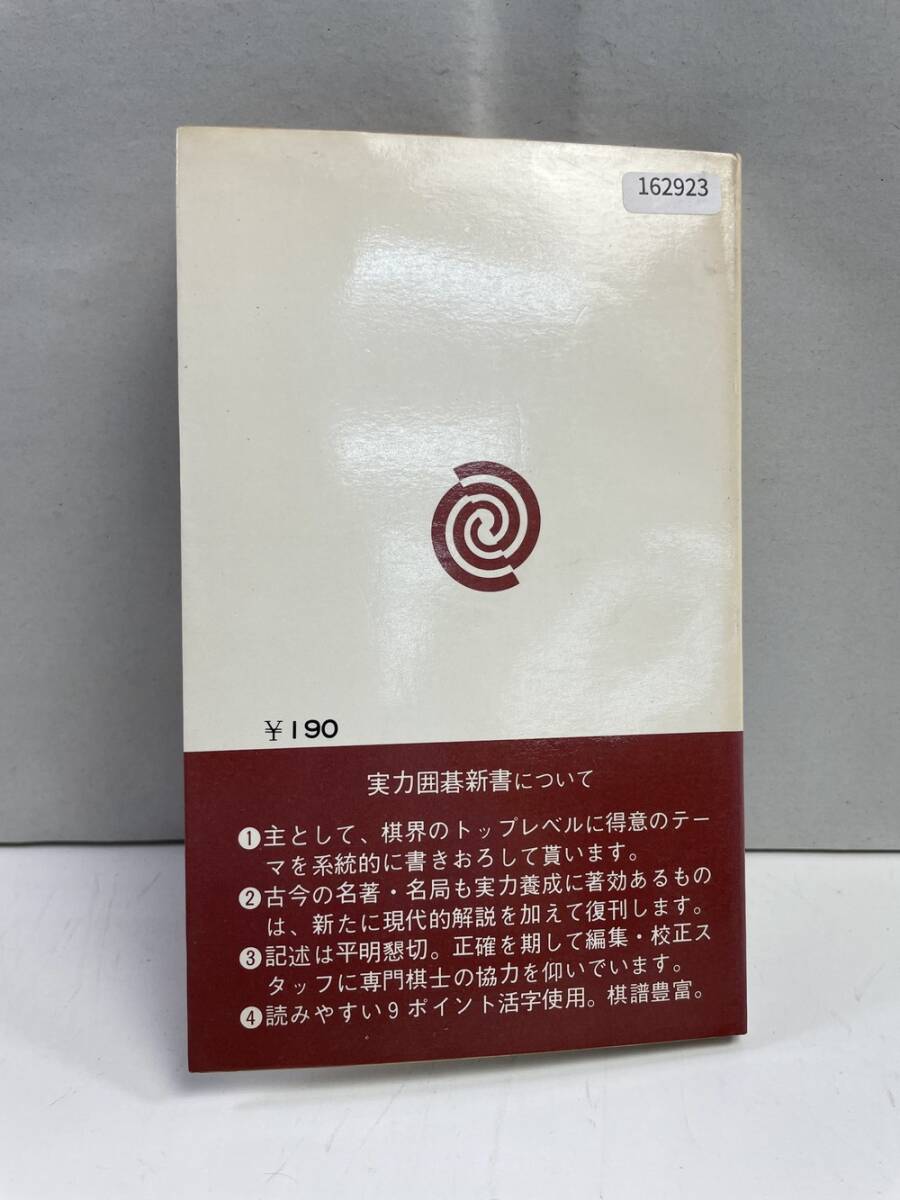 162923
￥190
実力囲碁新書について
❶主として、棋界のトップレベルに得意のテー
マを系統的に書きおろして貰います。
❷古今の名著・名局も実力養成に著効あるもの
は、新たに現代的解説を加えて復刊します。
❸記述は平明懇切。正確を期して編集・校正ス
タッフに専門棋士の協力を仰いでいます。
❹読みやすい9ポイント活字使用。棋譜豊富。